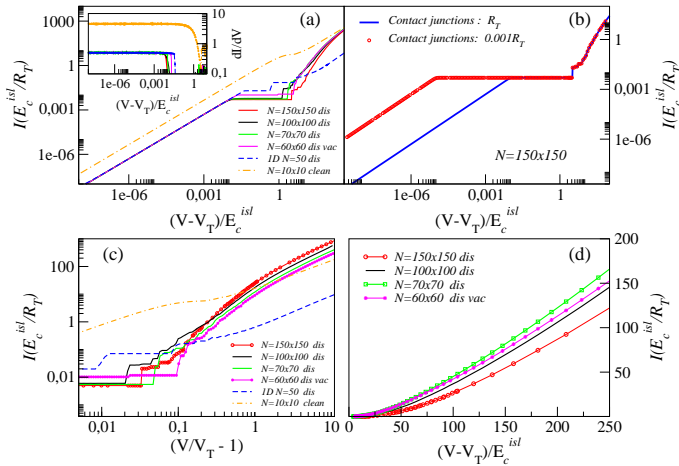 (a)
1000
1
0,001
1e-06
I(E_c^isl/R_T)
4
2
0
0,1
dI/dV
1e-06
0,001
1
(V-V_T)/E_c^isl
N=150x150 dis
N=100x100 dis
N=70x70 dis
N=60x60 dis vac
1D N=50 dis
N=10x10 clean
1e-06
0,001
1
(V-V_T)/E_c^isl
(b)
Contact junctions : R_T
Contact junctions: 0.001R_T
N=150x150
1
0,001
1e-06
I(E_c^isl/R_T)
1e-06
0,001
1
(V-V_T)/E_c^isl
(c)
100
1
0,01
I(E_c^isl/R_T)
N=150x150 dis
N=100x100 dis
N=70x70 dis
N=60x60 dis vac
1D N=50 dis
N=10x10 clean
0,01
0,1
1
10
(V/V_T - 1)
(d)
N=150x150 dis
N=100x100 dis
N=70x70 dis
N=60x60 dis vac
200
150
100
50
I(E_c^isl/R_T)
0
50
100
150
200
250
(V-V_T)/E_c^isl